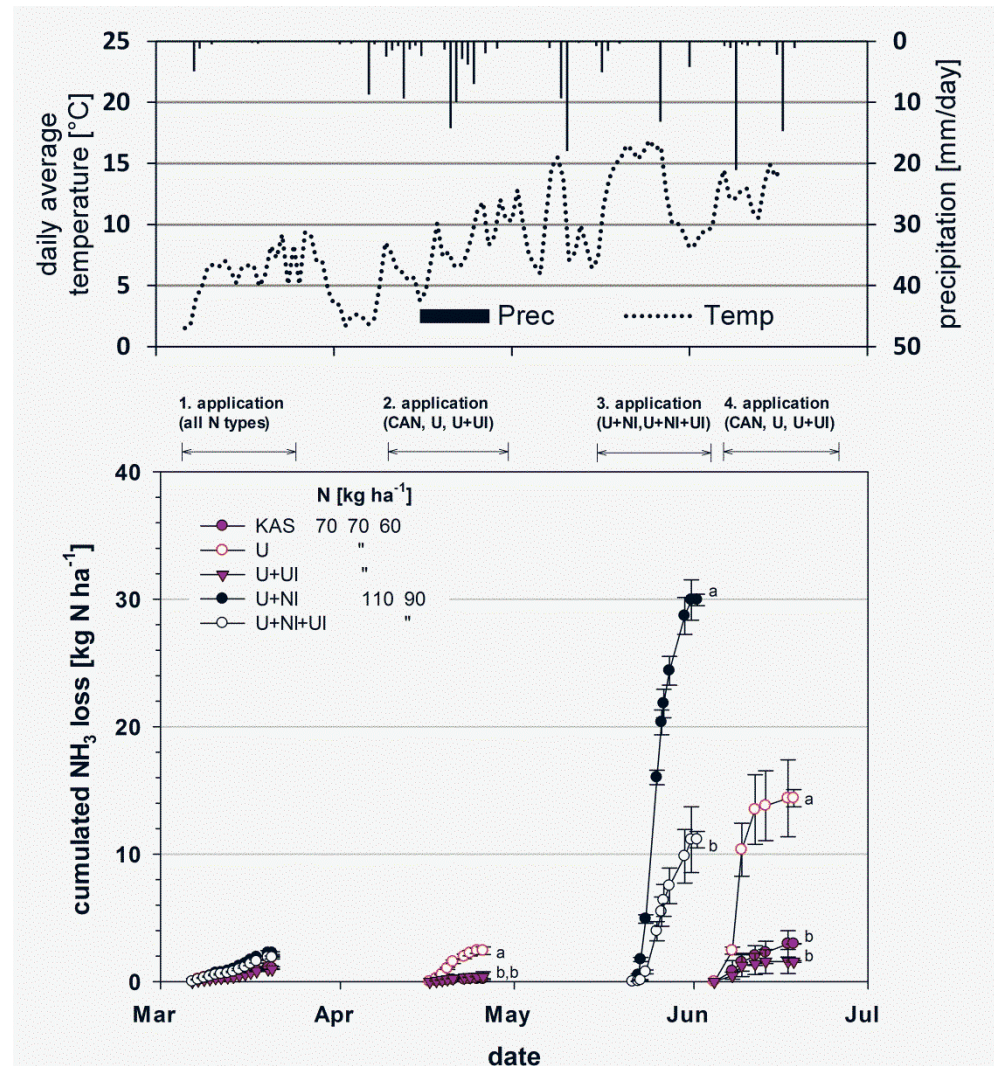 25
20
15
10
5
0
daily average
temperature [°C]
0
10
20
30
40
50
precipitation [mm/day]
Prec
Temp
1. application
(all N types)
2. application
(CAN, U, U+UI)
3. application
(U+NI,U+NI+UI)
4. application
(CAN, U, U+UI)
40
30
20
10
0
cumulated NH₃ loss [kg N ha⁻¹]
N [kg ha⁻¹]
KAS 70 70 60
U "
U+UI "
U+NI 110 90
U+NI+UI "
a
b
a
b
b
a
b,b
Mar
Apr
May
Jun
Jul
date